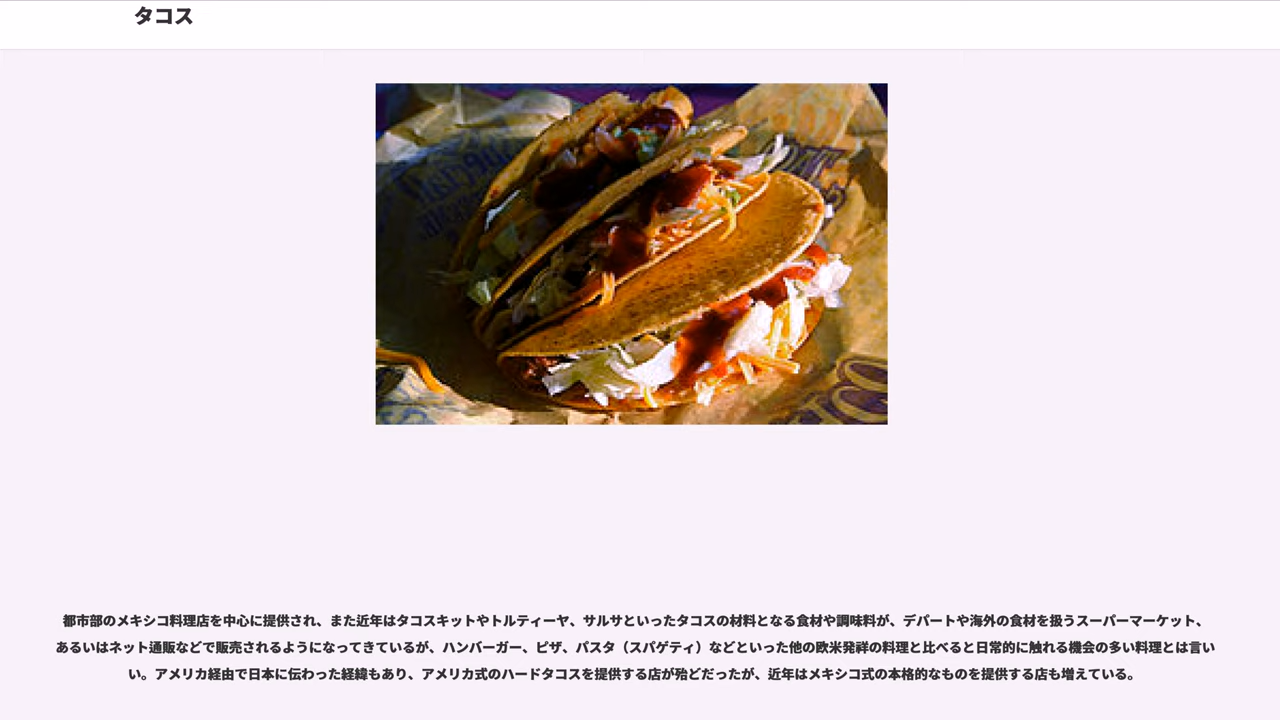 タコス
都市部のメキシコ料理店を中心に提供され、また近年はタコスキットやトルティーヤ、サルサといったタコスの材料となる食材や調味料が、デパートや海外の食材を扱うスーパーマーケット、
あるいはネット通販などで販売されるようになってきているが、ハンバーガー、ピザ、パスタ（スパゲティ）などといった他の欧米発祥の料理と比べると日常的に触れる機会の多い料理とは言い
い。アメリカ経由で日本に伝わった経緯もあり、アメリカ式のハードタコスを提供する店が殆どだったが、近年はメキシコ式の本格的なものを提供する店も増えている。